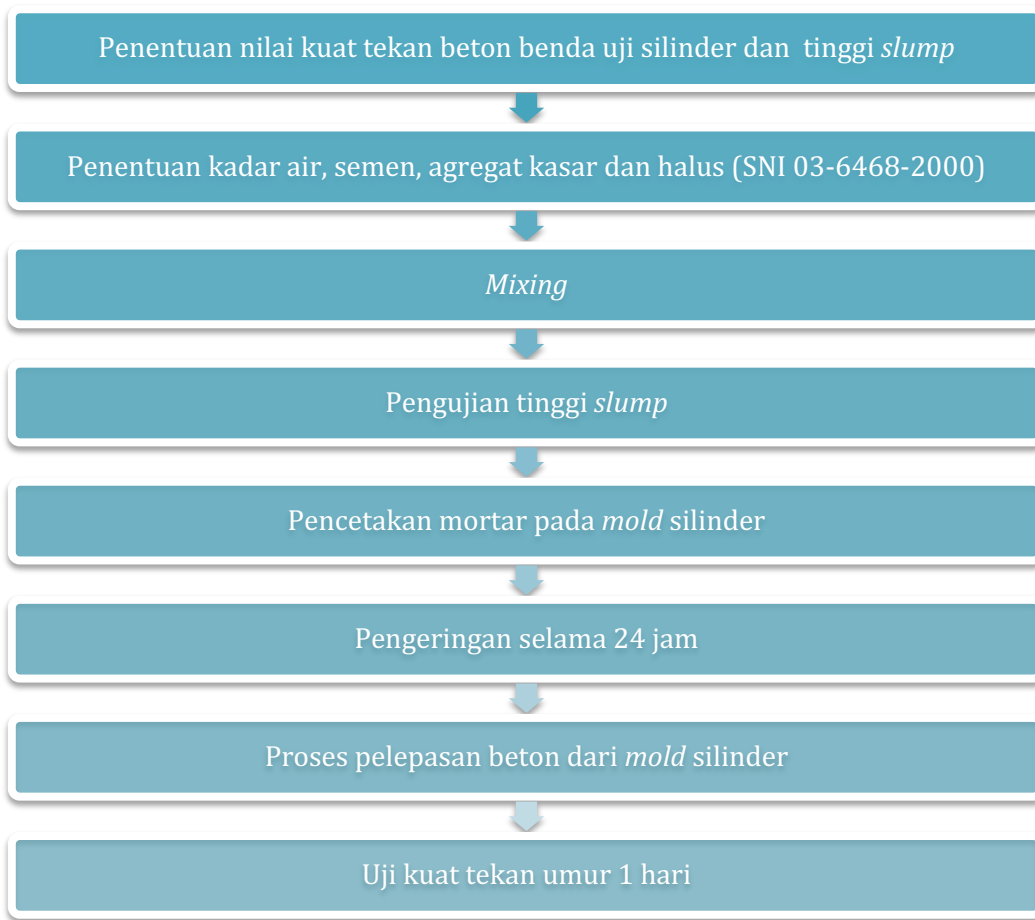 Penentuan nilai kuat tekan beton benda uji silinder dan tinggi slump
Penentuan kadar air, semen, agregat kasar dan halus (SNI 03-6468-2000)
Mixing
Pengujian tinggi slump
Pencetakan mortar pada mold silinder
Pengeringan selama 24 jam
Proses pelepasan beton dari mold silinder
Uji kuat tekan umur 1 hari